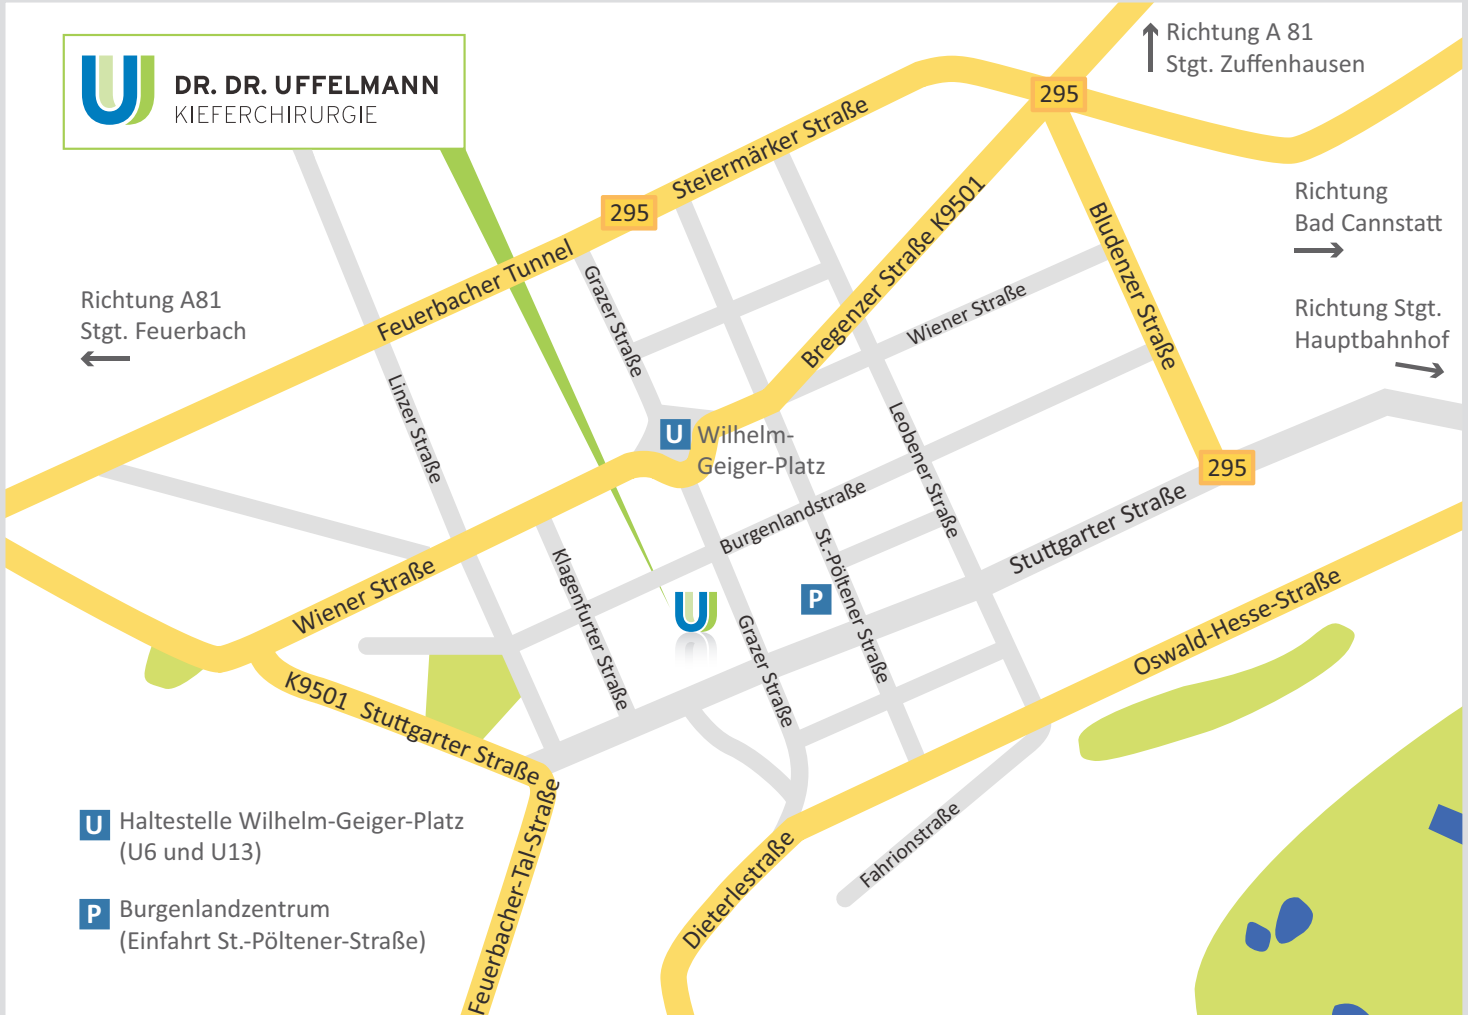 DR. DR. UFFELMANN
KIEFERCHIRURGIE
Richtung A 81
Stgt. Zuffenhausen
295
Steiermärker Straße
295
Richtung
Bad Cannstatt
Richtung A81
Stgt. Feuerbach
Feuerbacher Tunnel
Grazer Straße
Bregenzer Straße K9501
Bludenzer Straße
Wiener Straße
Richtung Stgt.
Hauptbahnhof
Linzer Straße
U Wilhelm-
Geiger-Platz
Leobener Straße
295
Burgenlandstraße
Stuttgarter Straße
Wiener Straße
Klagenfurter Straße
St.-Pöltener Straße
P
U
Grazer Straße
Oswald-Hesse-Straße
K9501 Stuttgarter Straße
Feuerbacher-Tal-Straße
Dieterlestraße
Fahrionstraße
U Haltestelle Wilhelm-Geiger-Platz
(U6 und U13)
P Burgenlandzentrum
(Einfahrt St.-Pöltener-Straße)